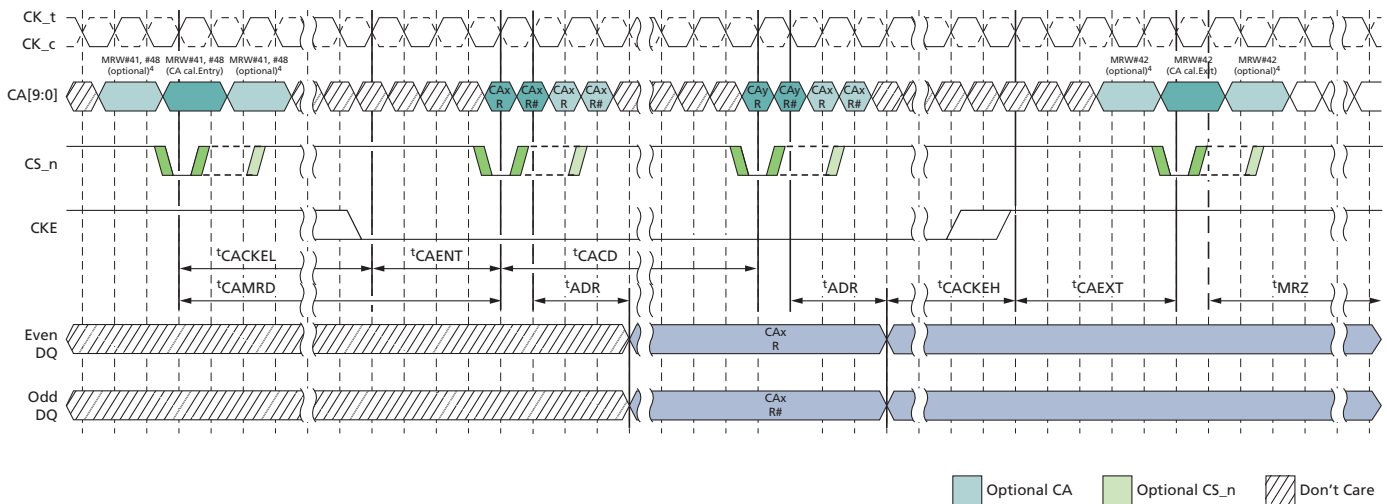 CK_t
CK_c
MRW#41, #48
(optional)4
MRW#41, #48
(CA cal.Entry)
MRW#41, #48
(optional)4
MRW#42
(optional)4
MRW#42
(CA cal.Exit)
MRW#42
(optional)4
CA[9:0]
CAx
R
CAx
R#
CAx
R
CAx
R#
CAy
R
CAy
R#
CAx
R
CAx
R#
CS_n
CKE
tCACKEL
tCAENT
tCACD
tCAMRD
tADR
tADR
tCACKEH
tCAEXT
tMRZ
Even
DQ
CAx
R
Odd
DQ
CAx
R#
Optional CA
Optional CS_n
Don't Care